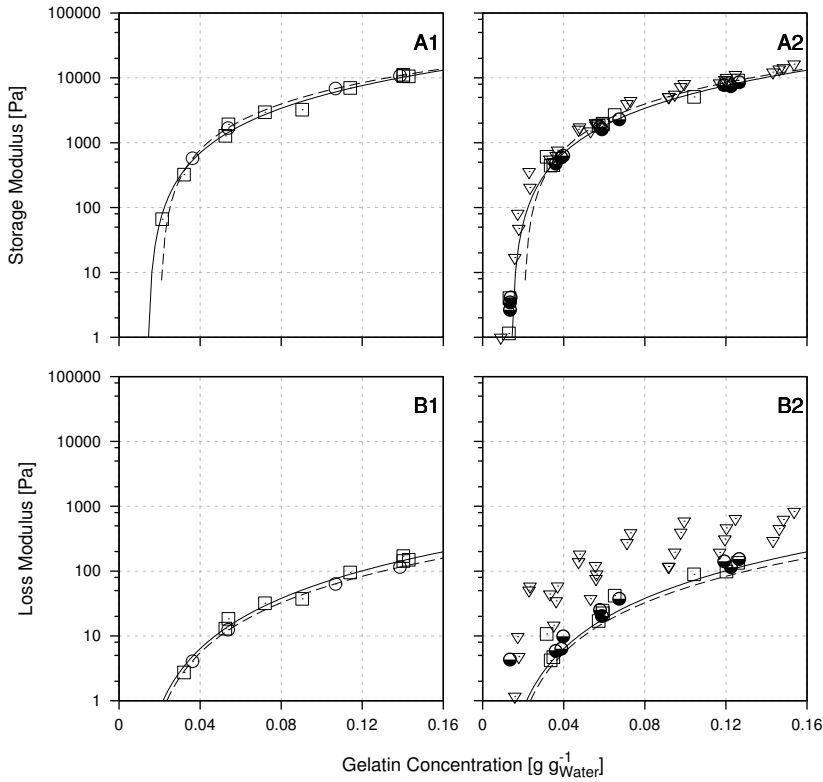 100000
10000
1000
100
10
1
Storage Modulus [Pa]
A1
A2
100000
10000
1000
100
10
1
Loss Modulus [Pa]
B1
B2
0 0.04 0.08 0.12 0.16
0 0.04 0.08 0.12 0.16
Gelatin Concentration [g g-1Water]